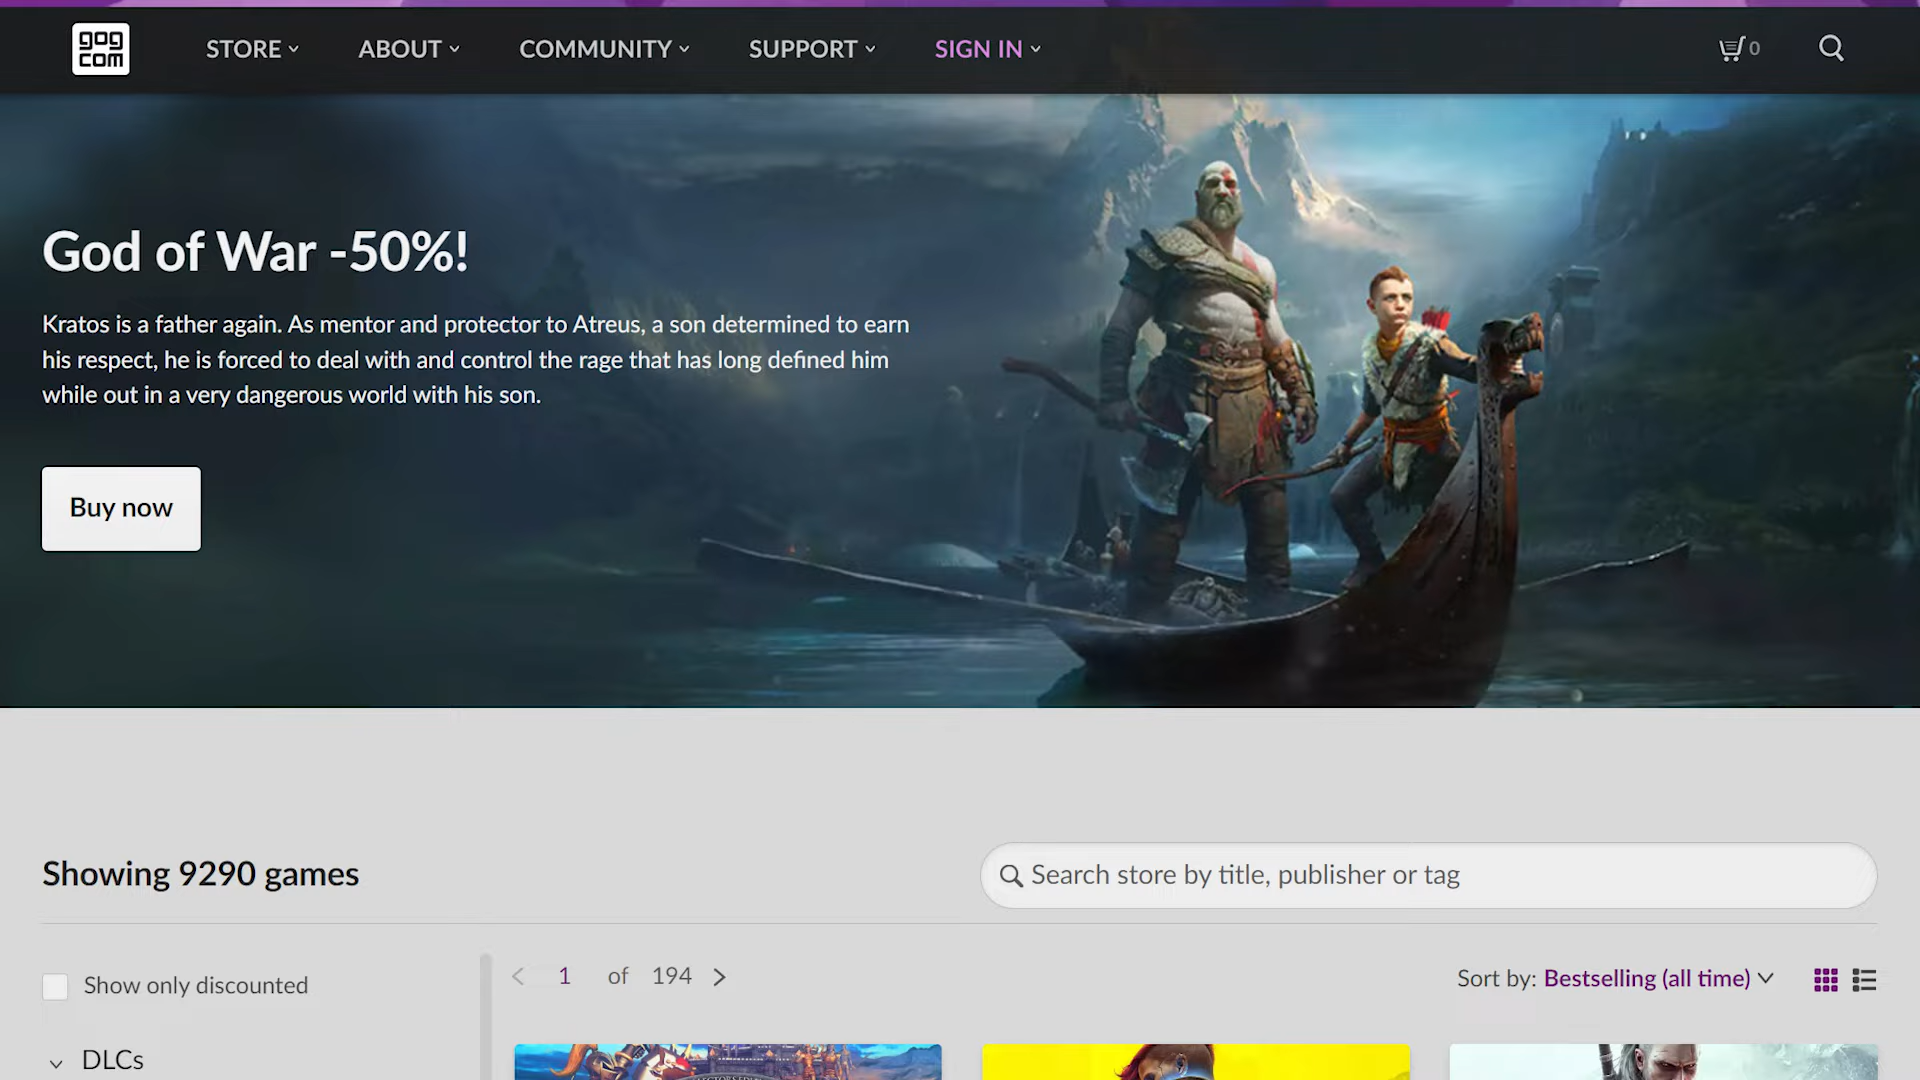 gog
com
STORE
ABOUT
COMMUNITY
SUPPORT
SIGN IN
0
God of War -50%!
Kratos is a father again. As mentor and protector to Atreus, a son determined to earn
his respect, he is forced to deal with and control the rage that has long defined him
while out in a very dangerous world with his son.
Buy now
Showing 9290 games
Search store by title, publisher or tag
Show only discounted
1 of 194
Sort by: Bestselling (all time)
DLCs